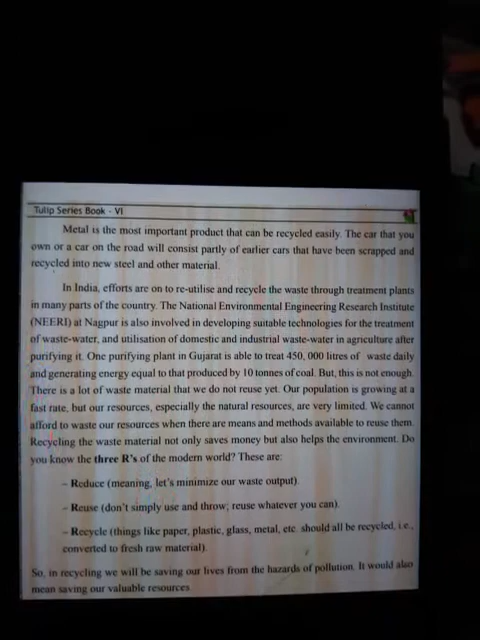 Tulip Series Book - VI
Metal is the most important product that can be recycled easily. The car that you
own or a car on the road will consist partly of earlier cars that have been scrapped and
recycled into new steel and other material.
In India, efforts are on to re-utilise and recycle the waste through treatment plants
in many parts of the country. The National Environmental Engineering Research Institute
(NEERI) at Nagpur is also involved in developing suitable technologies for the treatment
of waste-water, and utilisation of domestic and industrial waste-water in agriculture after
purifying it. One purifying plant in Gujarat is able to treat 450, 000 litres of waste daily
and generating energy equal to that produced by 10 tonnes of coal. But, this is not enough.
There is a lot of waste material that we do not reuse yet. Our population is growing at a
fast rate, but our resources, especially the natural resources, are very limited. We cannot
afford to waste our resources when there are means and methods available to reuse them.
Recycling the waste material not only saves money but also helps the environment. Do
you know the three R's of the modern world? These are:
– Reduce (meaning, let's minimize our waste output).
– Reuse (don't simply use and throw; reuse whatever you can).
– Recycle (things like paper, plastic, glass, metal, etc. should all be recycled, i.e.,
converted to fresh raw material).
So, in recycling we will be saving our lives from the hazards of pollution. It would also
mean saving our valuable resources.